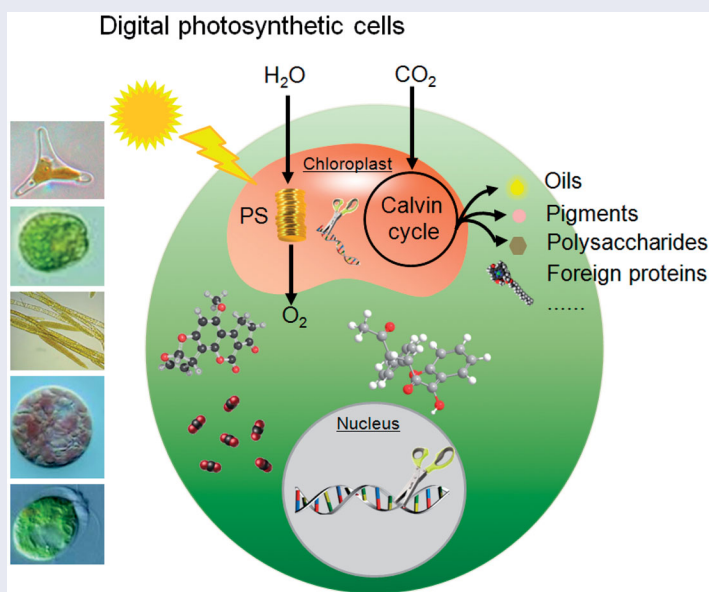 Digital photosynthetic cells
H₂O
CO₂
Chloroplast
PS
Calvin
cycle
Oils
Pigments
Polysaccharides
Foreign proteins
......
O₂
Nucleus